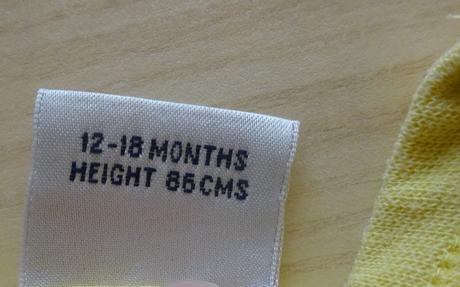 12-18 MONTHS
HEIGHT 86CMS